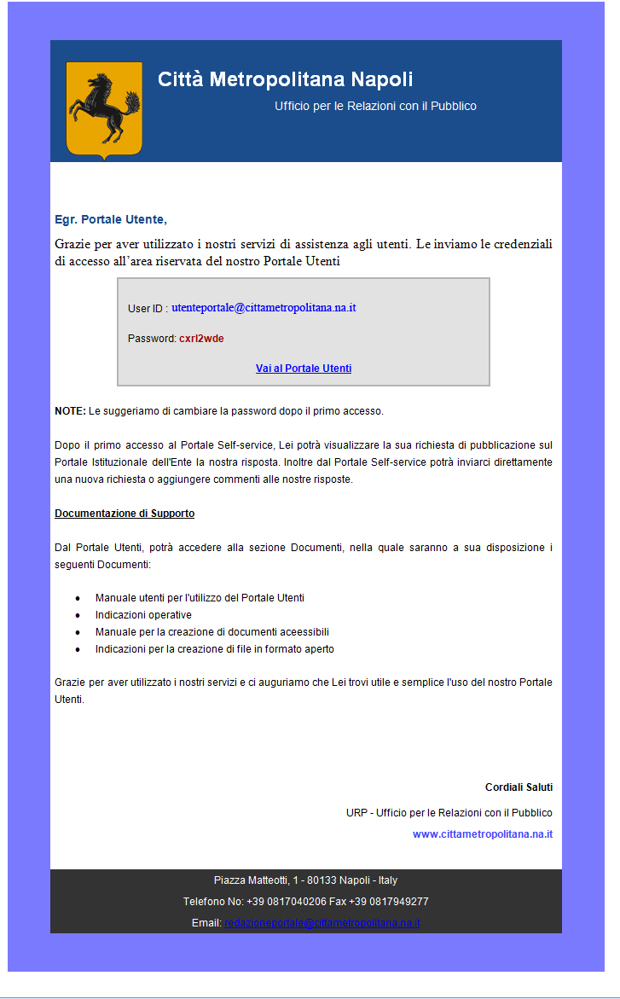 Città Metropolitana Napoli
Ufficio per le Relazioni con il Pubblico
Egr. Portale Utente,
Grazie per aver utilizzato i nostri servizi di assistenza agli utenti. Le inviamo le credenziali
di accesso all’area riservata del nostro Portale Utenti
User ID : utenteportale@cittametropolitana.na.it
Password: cxrl2wde
Vai al Portale Utenti
NOTE: Le suggeriamo di cambiare la password dopo il primo accesso.
Dopo il primo accesso al Portale Self-service, Lei potrà visualizzare la sua richiesta di pubblicazione sul
Portale Istituzionale dell'Ente la nostra risposta. Inoltre dal Portale Self-service potrà inviarci direttamente
una nuova richiesta o aggiungere commenti alle nostre risposte.
Documentazione di Supporto
Dal Portale Utenti, potrà accedere alla sezione Documenti, nella quale saranno a sua disposizione i
seguenti Documenti:
• Manuale utenti per l'utilizzo del Portale Utenti
• Indicazioni operative
• Manuale per la creazione di documenti aceessibili
• Indicazioni per la creazione di file in formato aperto
Grazie per aver utilizzato i nostri servizi e ci auguriamo che Lei trovi utile e semplice l'uso del nostro Portale
Utenti.
Cordiali Saluti
URP - Ufficio per le Relazioni con il Pubblico
www.cittametropolitana.na.it
Piazza Matteotti, 1 - 80133 Napoli - Italy
Telefono No: +39 0817040206 Fax +39 0817949277
Email: redazioneportale@cittametropolitana.na.it